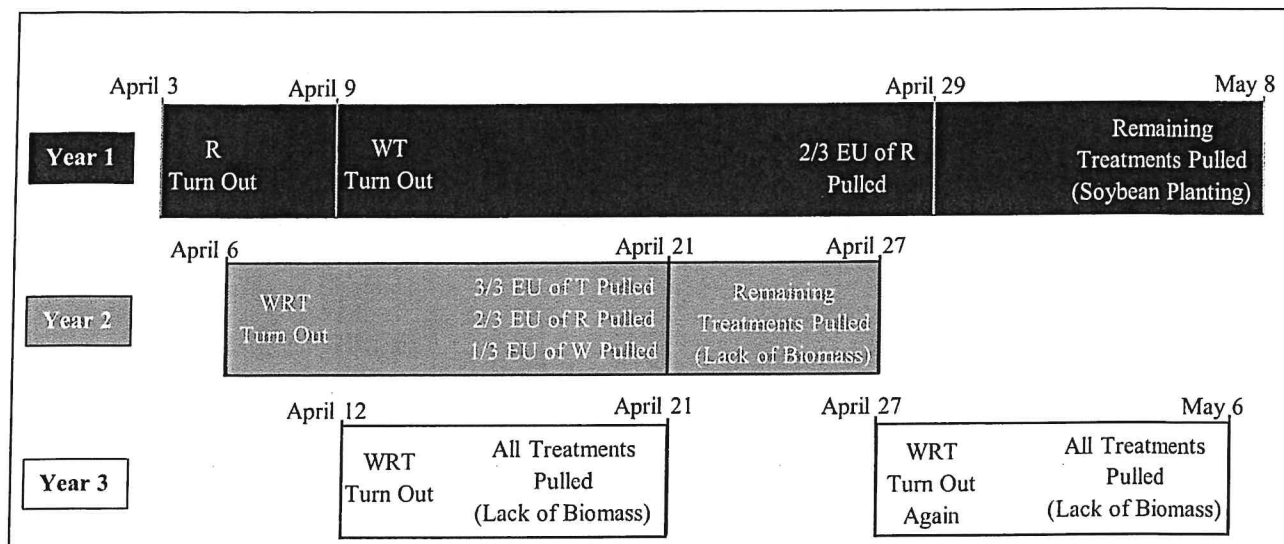 April 3
April 9
April 29
May 8
Year 1
R
Turn Out
WT
Turn Out
2/3 EU of R
Pulled
Remaining
Treatments Pulled
(Soybean Planting)
April 6
April 21
April 27
Year 2
WRT
Turn Out
3/3 EU of T Pulled
2/3 EU of R Pulled
1/3 EU of W Pulled
Remaining
Treatments Pulled
(Lack of Biomass)
April 12
April 21
April 27
May 6
Year 3
WRT
Turn Out
All Treatments
Pulled
(Lack of Biomass)
WRT
Turn Out
Again
All Treatments
Pulled
(Lack of Biomass)